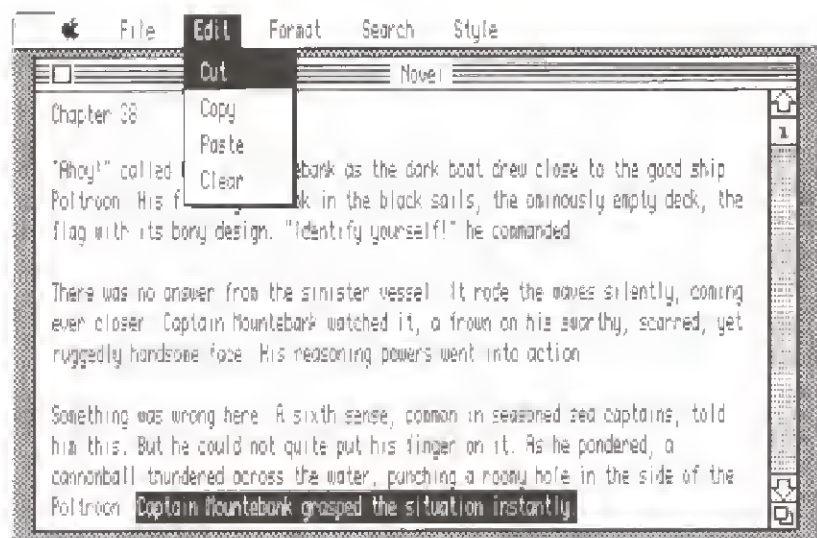 File Edit Format Search Style
Novel
Cut
Copy
Paste
Clear
Chapter 38
"Ahoy!" called ebank as the dark boat drew close to the good ship
Poltroon. His f k in the black sails, the ominously empty deck, the
flag with its bony design. "Identify yourself!" he commanded.
There was no answer from the sinister vessel. It rode the waves silently, coming
ever closer. Captain Mountebank watched it, a frown on his swarthy, scarred, yet
ruggedly handsome face. His reasoning powers went into action.
Something was wrong here. A sixth sense, common in seasoned sea captains, told
him this. But he could not quite put his finger on it. As he pondered, a
cannonball thundered across the water, punching a roomy hole in the side of the
Poltroon. Captain Mountebank grasped the situation instantly.